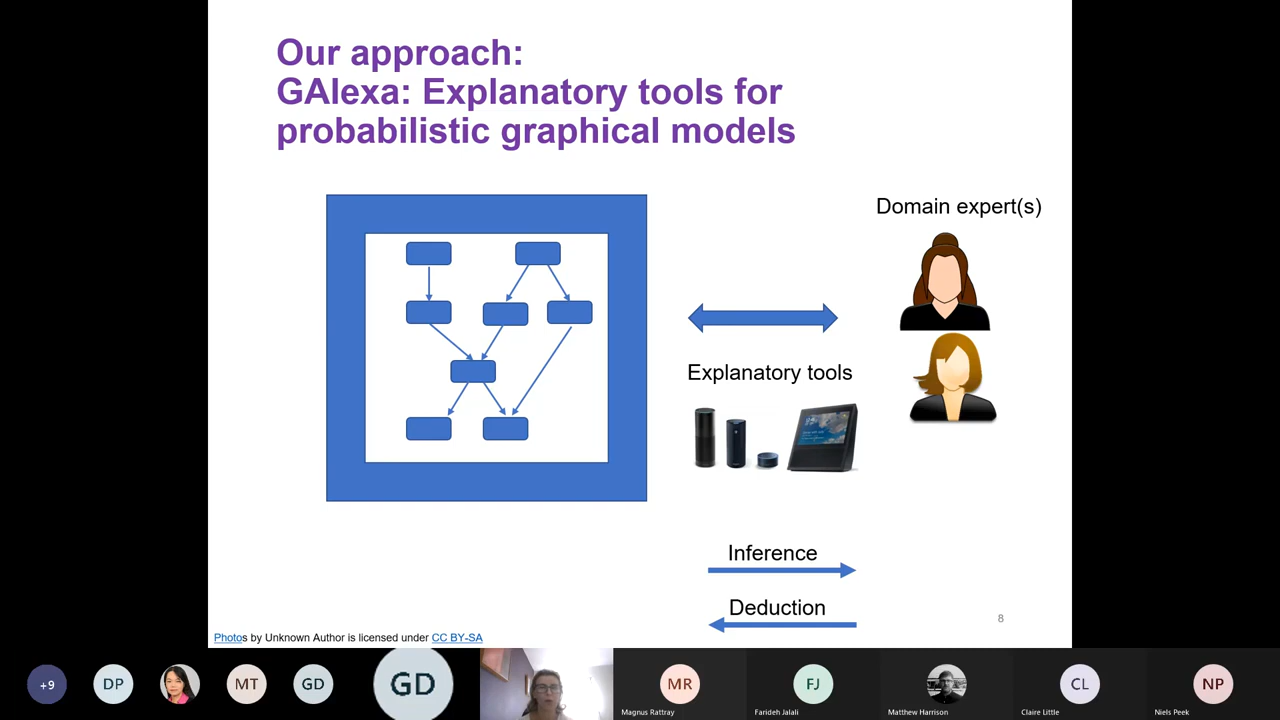 Our approach:
GAlexa: Explanatory tools for
probabilistic graphical models
Domain expert(s)
Explanatory tools
Inference
Deduction
8
Photos by Unknown Author is licensed under CC BY-SA
+9
DP
MT
GD
GD
MR
FJ
CL
NP
Magnus Rattray
Farideh Jalali
Matthew Harrison
Claire Little
Niels Peek